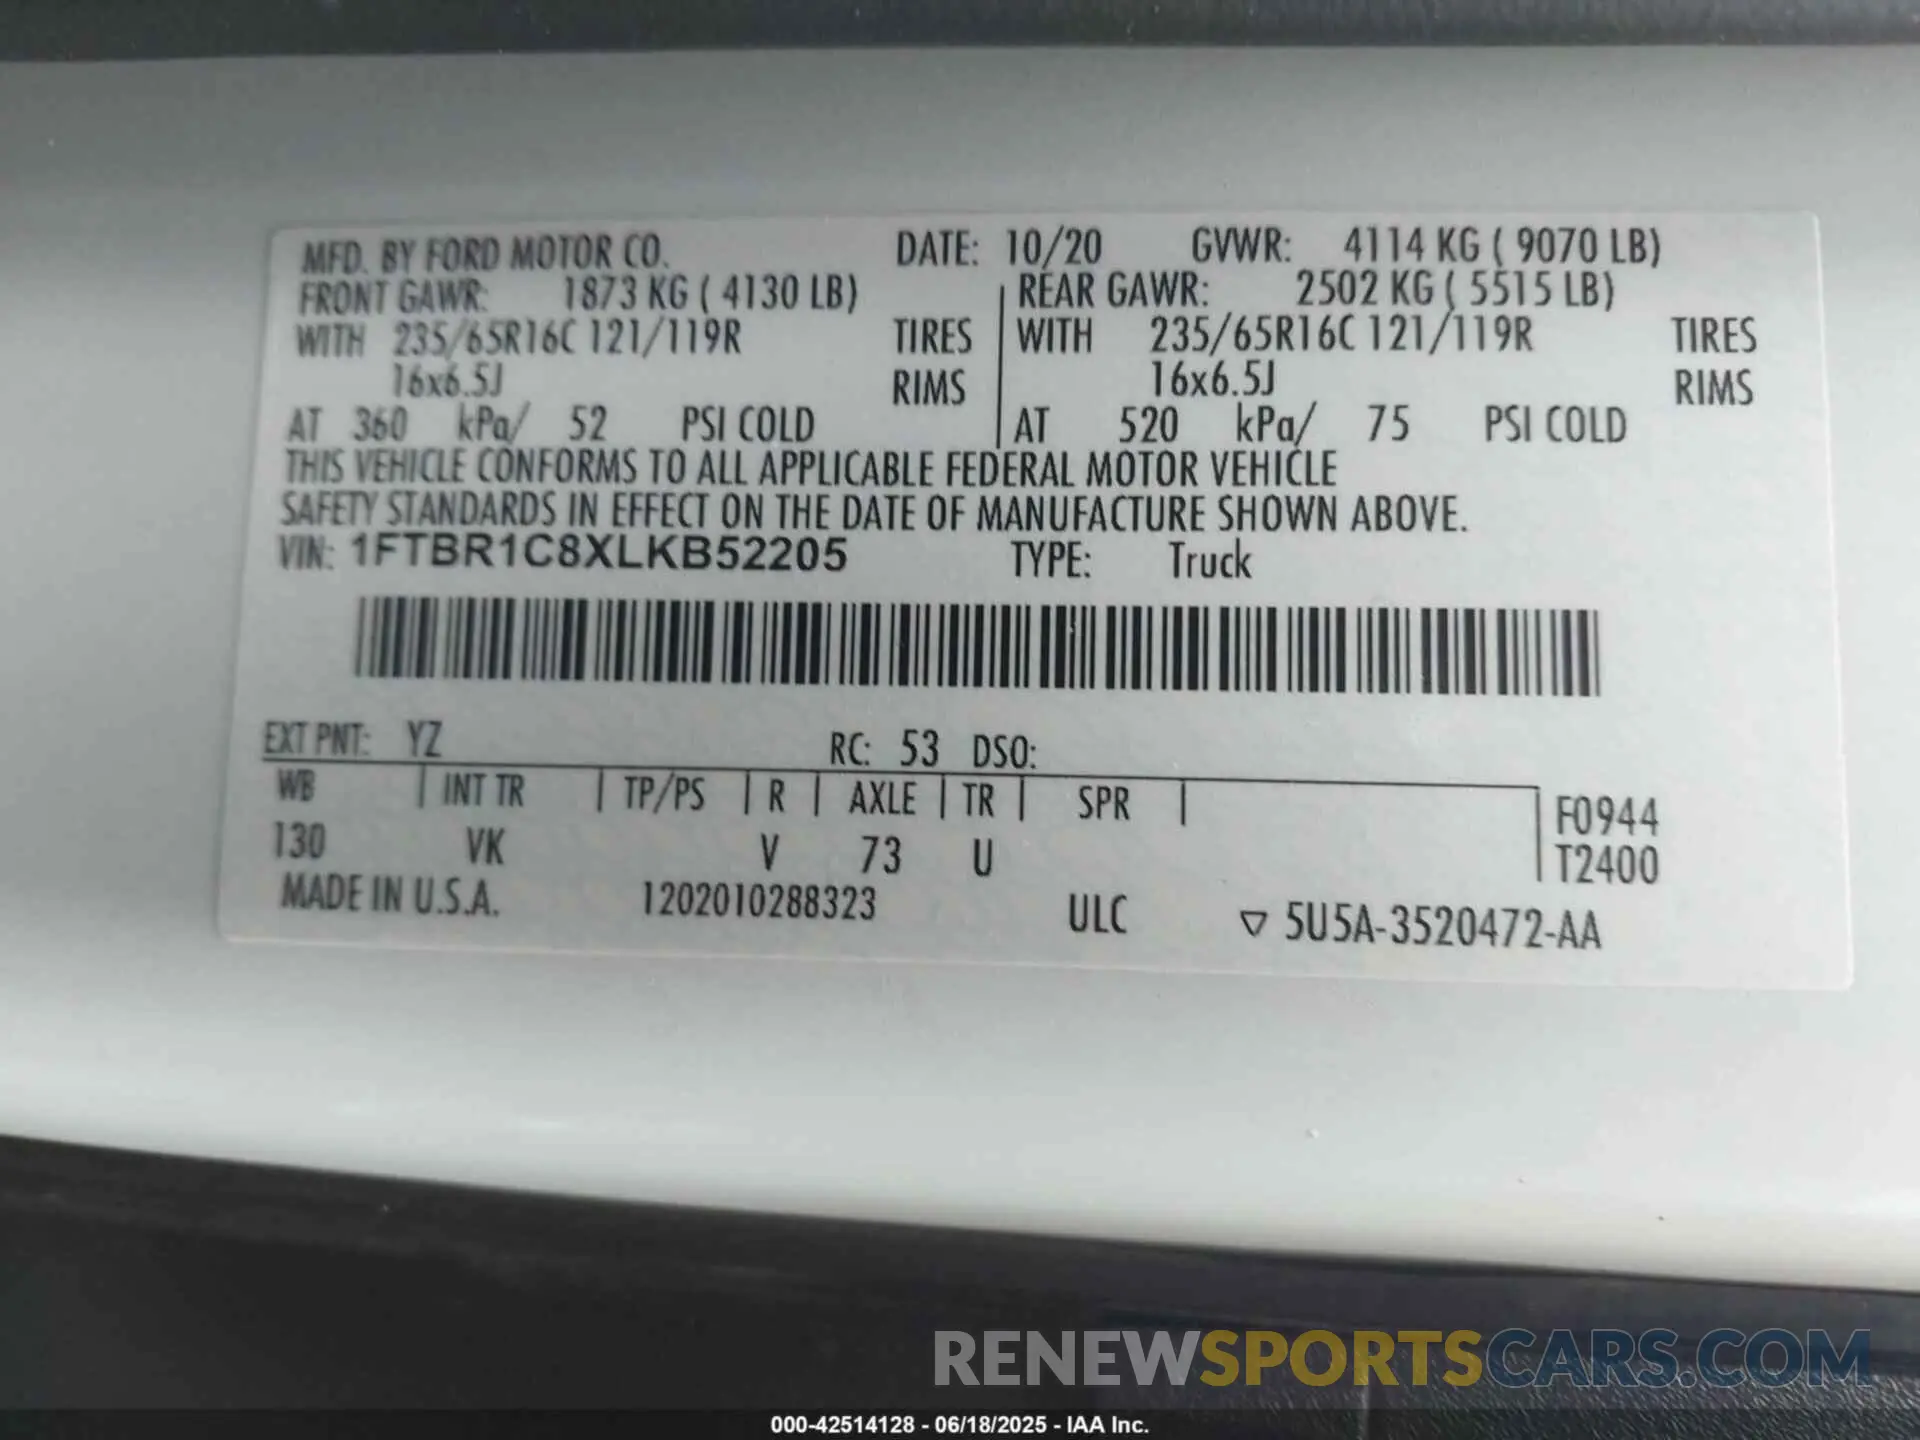 MFD. BY FORD MOTOR CO. DATE: 10/20 GVWR: 4114 KG ( 9070 LB)
FRONT GAWR: 1873 KG ( 4130 LB) REAR GAWR: 2502 KG ( 5515 LB)
WITH 235/65R16C 121/119R TIRES WITH 235/65R16C 121/119R TIRES
16x6.5J RIMS 16x6.5J RIMS
AT 360 kPa/ 52 PSI COLD AT 520 kPa/ 75 PSI COLD
THIS VEHICLE CONFORMS TO ALL APPLICABLE FEDERAL MOTOR VEHICLE
SAFETY STANDARDS IN EFFECT ON THE DATE OF MANUFACTURE SHOWN ABOVE.
VIN: 1FTBR1C8XLKB52205 TYPE: Truck
EXT PNT: YZ RC: 53 DSO:
WB INT TR TP/PS R AXLE TR SPR F0944
130 VK V 73 U T2400
MADE IN U.S.A. 1202010288323 ULC ▽ 5U5A-3520472-AA
RENEWSPORTSCARS.COM
000-42514128 - 06/18/2025 - IAA Inc.